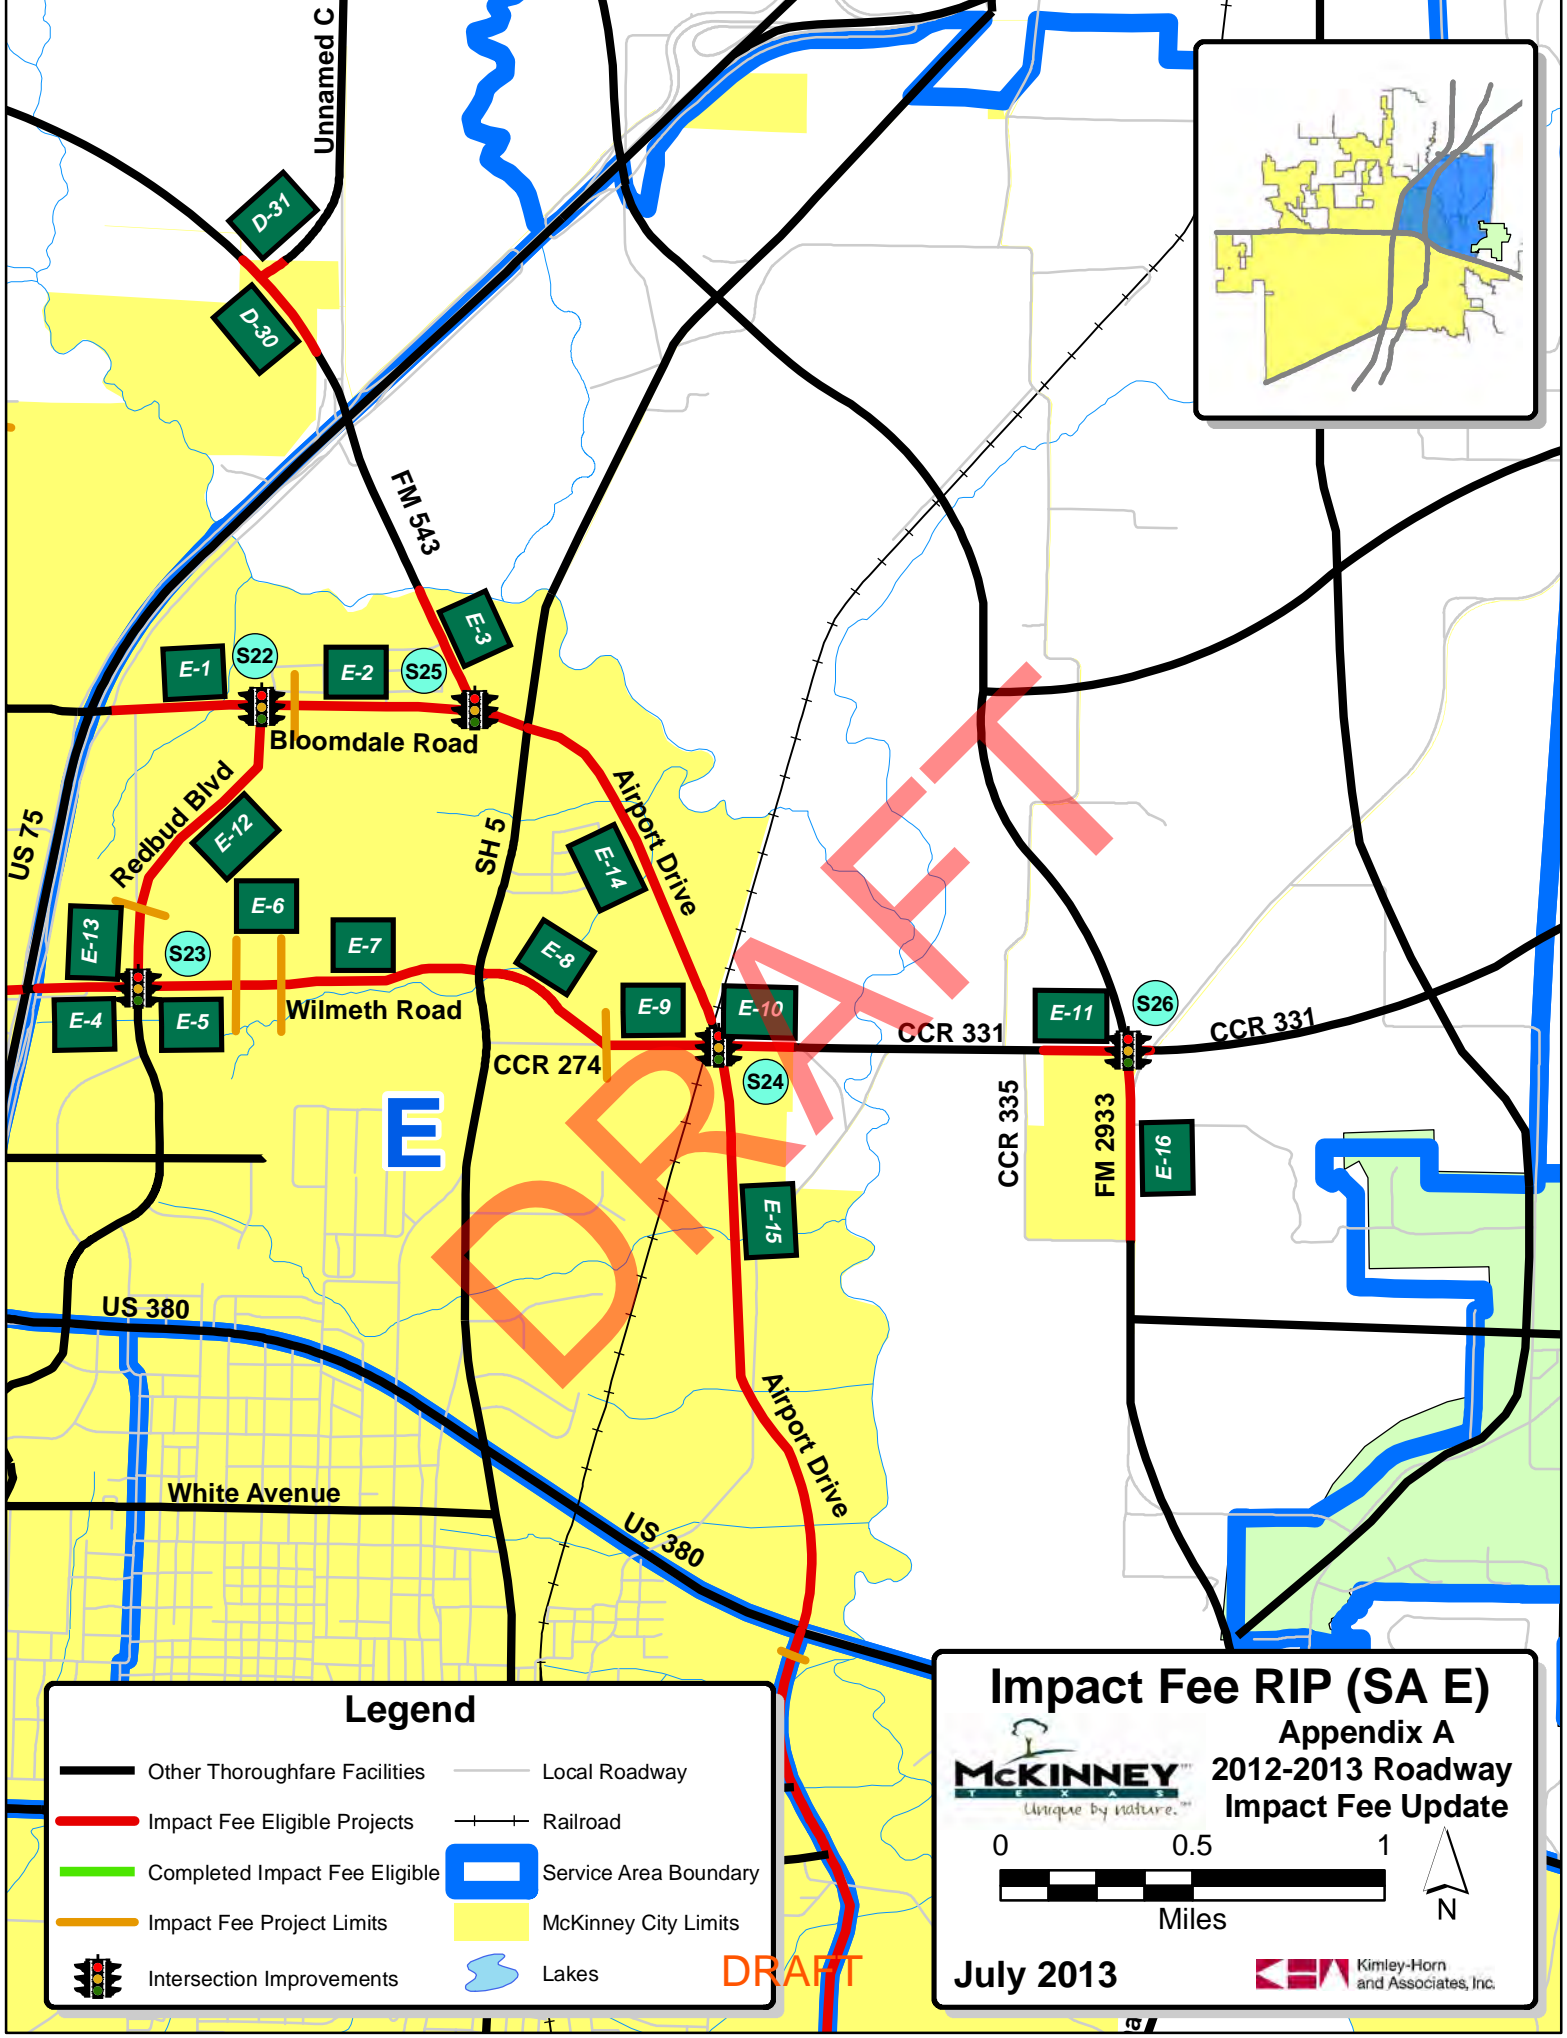 Unnamed C
D-31
D-30
FM 543
E-3
E-1
S22
E-2
S25
Bloomdale Road
Redbud Blvd
E-12
US 75
SH 5
Airport Drive
E-14
E-13
E-6
S23
E-7
E-8
E-4
E-5
Wilmeth Road
E-9
E-10
CCR 274
S24
CCR 331
E-11
S26
CCR 331
CCR 335
FM 2933
E-16
E
E-15
DRAFT
US 380
Airport Drive
White Avenue
US 380
Legend
Other Thoroughfare Facilities
Local Roadway
Impact Fee Eligible Projects
Railroad
Completed Impact Fee Eligible
Service Area Boundary
Impact Fee Project Limits
McKinney City Limits
Intersection Improvements
Lakes
DRAFT
Impact Fee RIP (SA E)
McKINNEY
TEXAS
Unique by nature.
Appendix A
2012-2013 Roadway
Impact Fee Update
0 0.5 1
Miles
N
July 2013
Kimley-Horn
and Associates, Inc.